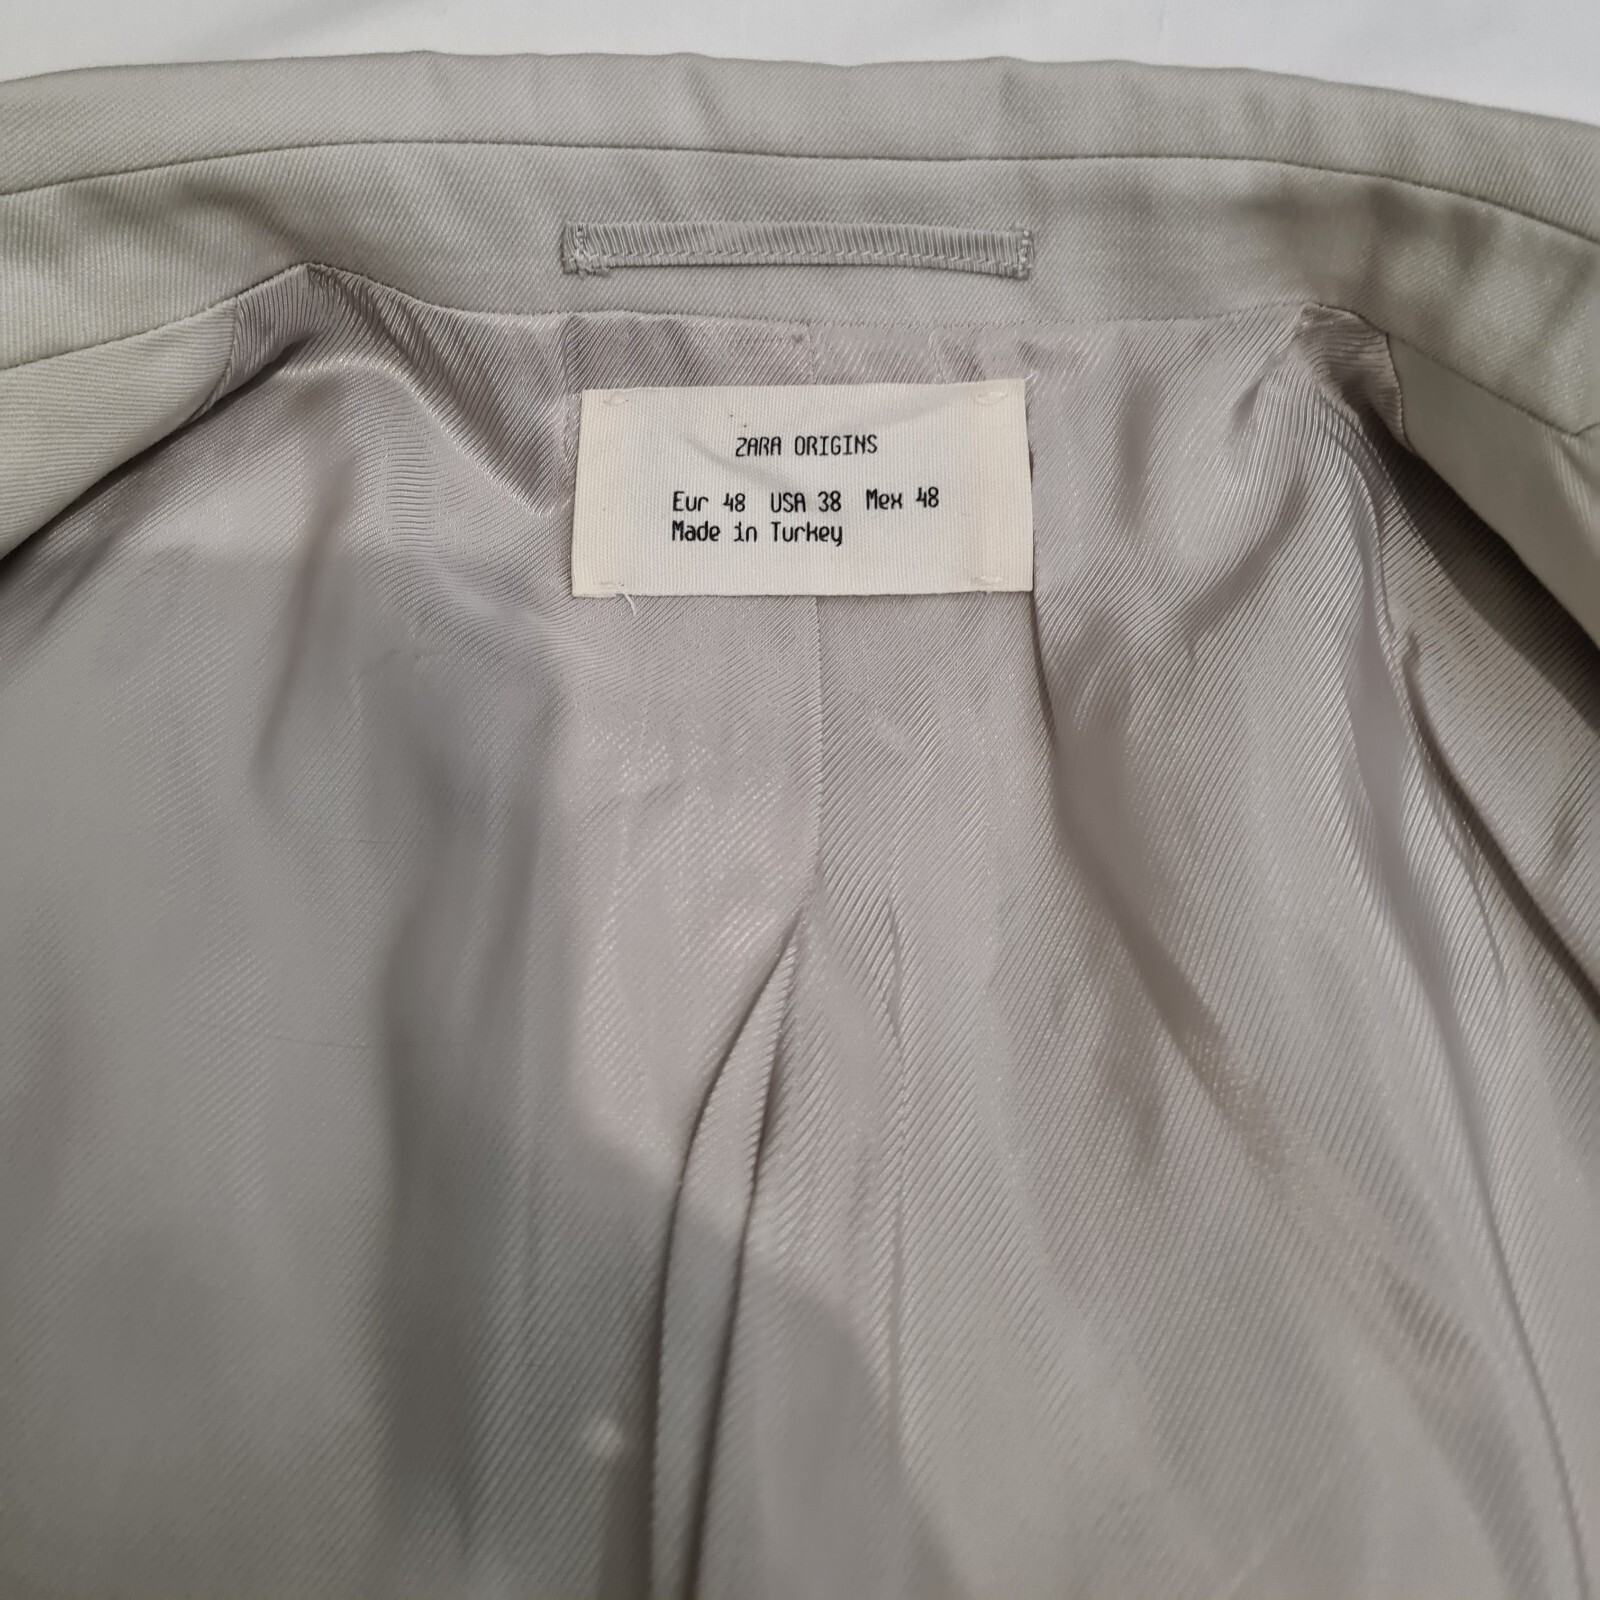 ZARA ORIGINS
Eur 48 USA 38 Mex 48
Made in Turkey